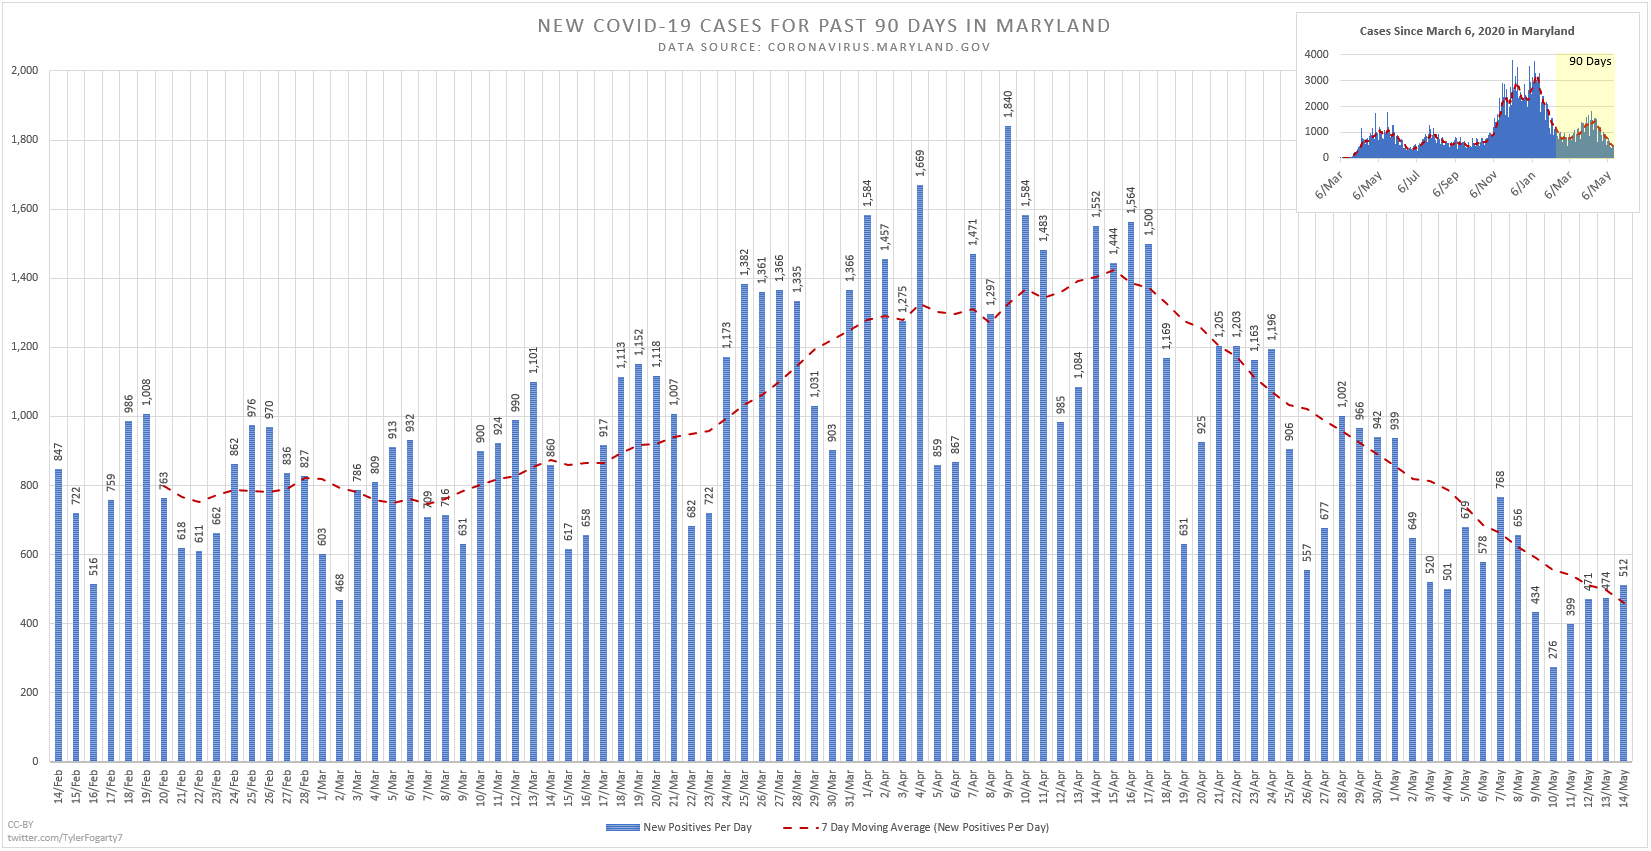 NEW COVID-19 CASES FOR PAST 90 DAYS IN MARYLAND
DATA SOURCE: CORONAVIRUS.MARYLAND.GOV
Cases Since March 6, 2020 in Maryland
90 Days
4000
3000
2000
1000
0
6/Mar 6/May 6/Jul 6/Sep 6/Nov 6/Jan 6/Mar 6/May
2,000
1,800
1,600
1,400
1,200
1,000
800
600
400
200
0
847 722 516 759 986 1,008 763 618 611 662 862 976 970 836 827 603 468 786 809 913 932 709 716 631 900 924 990 1,101 860 617 658 917 1,113 1,152 1,118 1,007 682 722 1,173 1,382 1,361 1,366 1,335 1,031 903 1,366 1,584 1,457 1,275 1,669 859 867 1,471 1,297 1,840 1,584 1,483 985 1,084 1,552 1,444 1,564 1,500 1,169 631 925 1,205 1,203 1,163 1,196 906 557 677 1,002 966 942 939 649 520 501 679 578 768 656 434 276 399 471 474 512
14/Feb 15/Feb 16/Feb 17/Feb 18/Feb 19/Feb 20/Feb 21/Feb 22/Feb 23/Feb 24/Feb 25/Feb 26/Feb 27/Feb 28/Feb 1/Mar 2/Mar 3/Mar 4/Mar 5/Mar 6/Mar 7/Mar 8/Mar 9/Mar 10/Mar 11/Mar 12/Mar 13/Mar 14/Mar 15/Mar 16/Mar 17/Mar 18/Mar 19/Mar 20/Mar 21/Mar 22/Mar 23/Mar 24/Mar 25/Mar 26/Mar 27/Mar 28/Mar 29/Mar 30/Mar 31/Mar 1/Apr 2/Apr 3/Apr 4/Apr 5/Apr 6/Apr 7/Apr 8/Apr 9/Apr 10/Apr 11/Apr 12/Apr 13/Apr 14/Apr 15/Apr 16/Apr 17/Apr 18/Apr 19/Apr 20/Apr 21/Apr 22/Apr 23/Apr 24/Apr 25/Apr 26/Apr 27/Apr 28/Apr 29/Apr 30/Apr 1/May 2/May 3/May 4/May 5/May 6/May 7/May 8/May 9/May 10/May 11/May 12/May 13/May 14/May
New Positives Per Day 7 Day Moving Average (New Positives Per Day)
CC-BY
twitter.com/TylerFogarty7